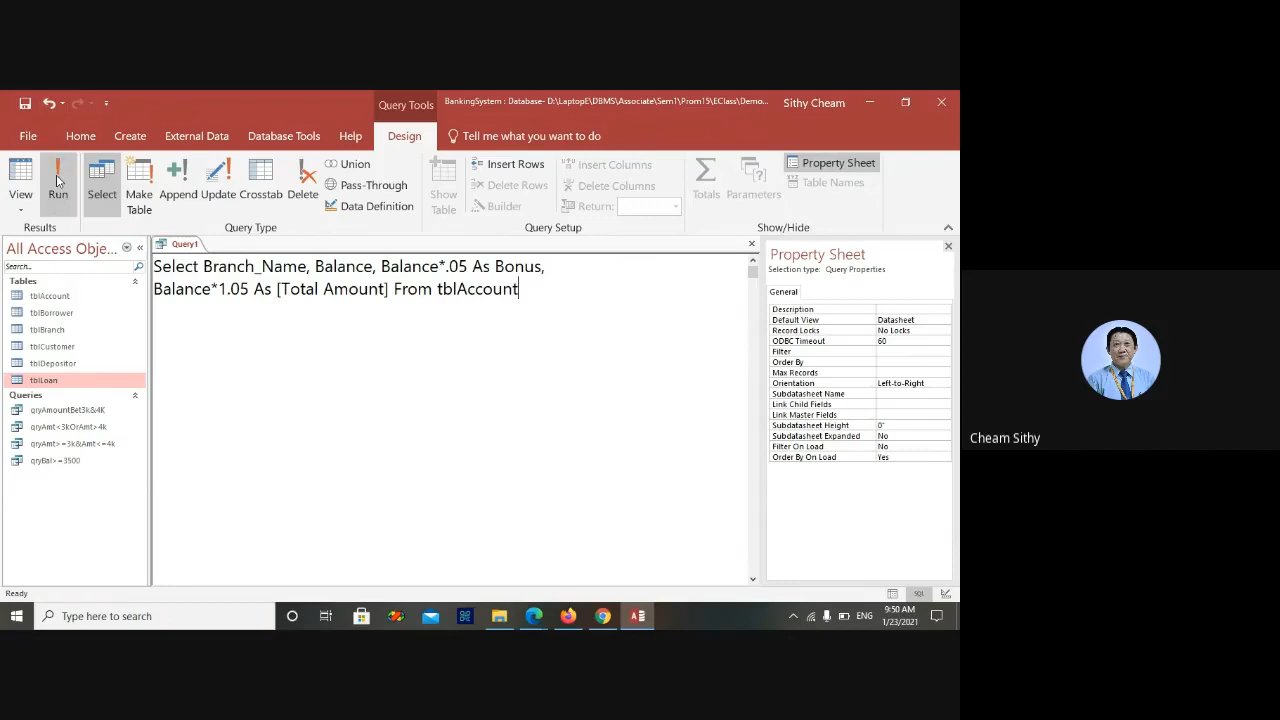 Query Tools
BankingSystem : Database- D:\LaptopE\DBMS\Associate\Sem1\Prom15\EClass\Demo...
Sithy Cheam
File Home Create External Data Database Tools Help Design Tell me what you want to do
View
Run
Select
Make Table
Append
Update
Crosstab
Delete
Union
Pass-Through
Data Definition
Show Table
Insert Rows
Delete Rows
Builder
Insert Columns
Delete Columns
Return:
Totals
Parameters
Property Sheet
Table Names
Results
Query Type
Query Setup
Show/Hide
All Access Obje...
Search...
Tables
tblAccount
tblBorrower
tblBranch
tblCustomer
tblDepositor
tblLoan
Queries
qryAmountBet3k&4K
qryAmt<3kOrAmt>4k
qryAmt>=3k&Amt<=4k
qryBal>=3500
Query1
Select Branch_Name, Balance, Balance*.05 As Bonus,
Balance*1.05 As [Total Amount] From tblAccount
Property Sheet
Selection type: Query Properties
General
Description
Default View Datasheet
Record Locks No Locks
ODBC Timeout 60
Filter
Order By
Max Records
Orientation Left-to-Right
Subdatasheet Name
Link Child Fields
Link Master Fields
Subdatasheet Height 0"
Subdatasheet Expanded No
Filter On Load No
Order By On Load Yes
Ready
SQL
Type here to search
ENG
9:50 AM
1/23/2021
Cheam Sithy